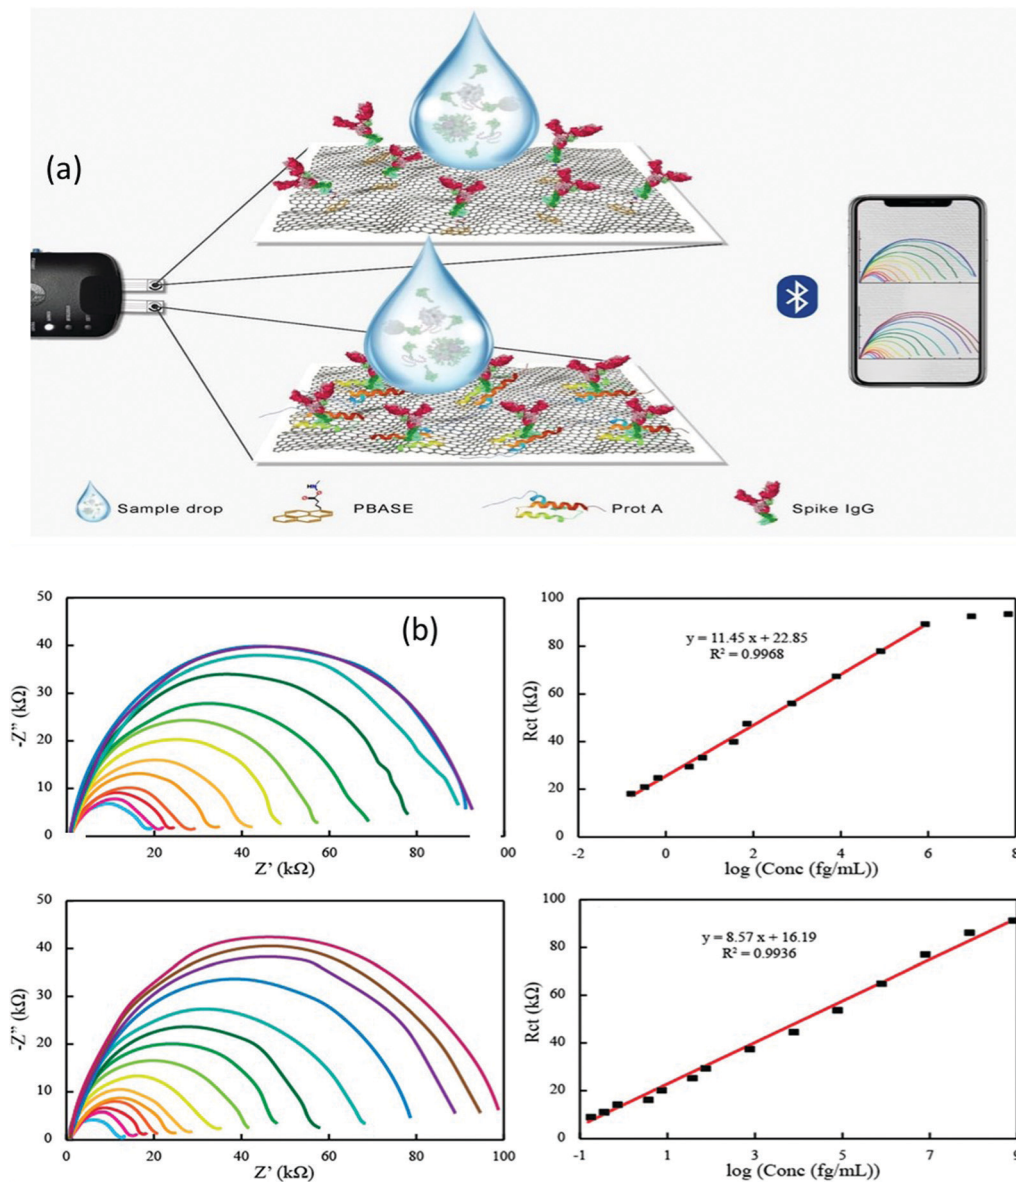 (a)
Sample drop
PBASE
Prot A
Spike IgG
(b)
50
40
30
20
10
0
-Z” (kΩ)
20
40
60
80
00
Z’ (kΩ)
100
80
60
40
20
0
Rct (kΩ)
y = 11.45 x + 22.85
R² = 0.9968
-2
0
2
4
6
8
log (Conc (fg/mL))
50
40
30
20
10
0
-Z” (kΩ)
0
20
40
60
80
100
Z’ (kΩ)
100
80
60
40
20
0
Rct (kΩ)
y = 8.57 x + 16.19
R² = 0.9936
-1
1
3
5
7
9
log (Conc (fg/mL))